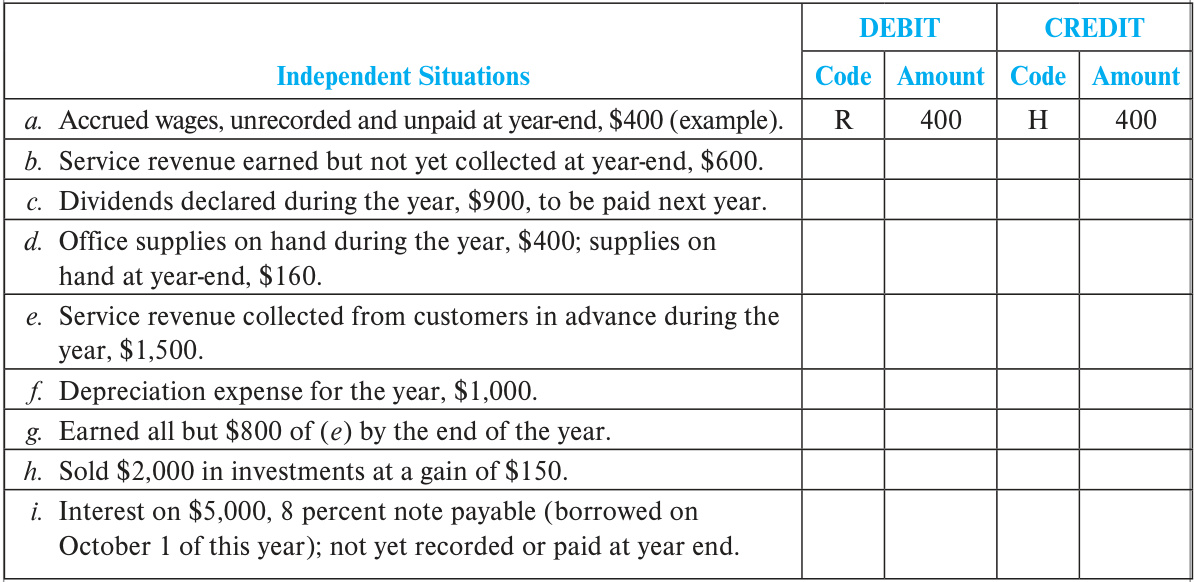 DEBIT CREDIT
Independent Situations Code Amount Code Amount
a. Accrued wages, unrecorded and unpaid at year-end, $400 (example). R 400 H 400
b. Service revenue earned but not yet collected at year-end, $600.
c. Dividends declared during the year, $900, to be paid next year.
d. Office supplies on hand during the year, $400; supplies on
hand at year-end, $160.
e. Service revenue collected from customers in advance during the
year, $1,500.
f. Depreciation expense for the year, $1,000.
g. Earned all but $800 of (e) by the end of the year.
h. Sold $2,000 in investments at a gain of $150.
i. Interest on $5,000, 8 percent note payable (borrowed on
October 1 of this year); not yet recorded or paid at year end.